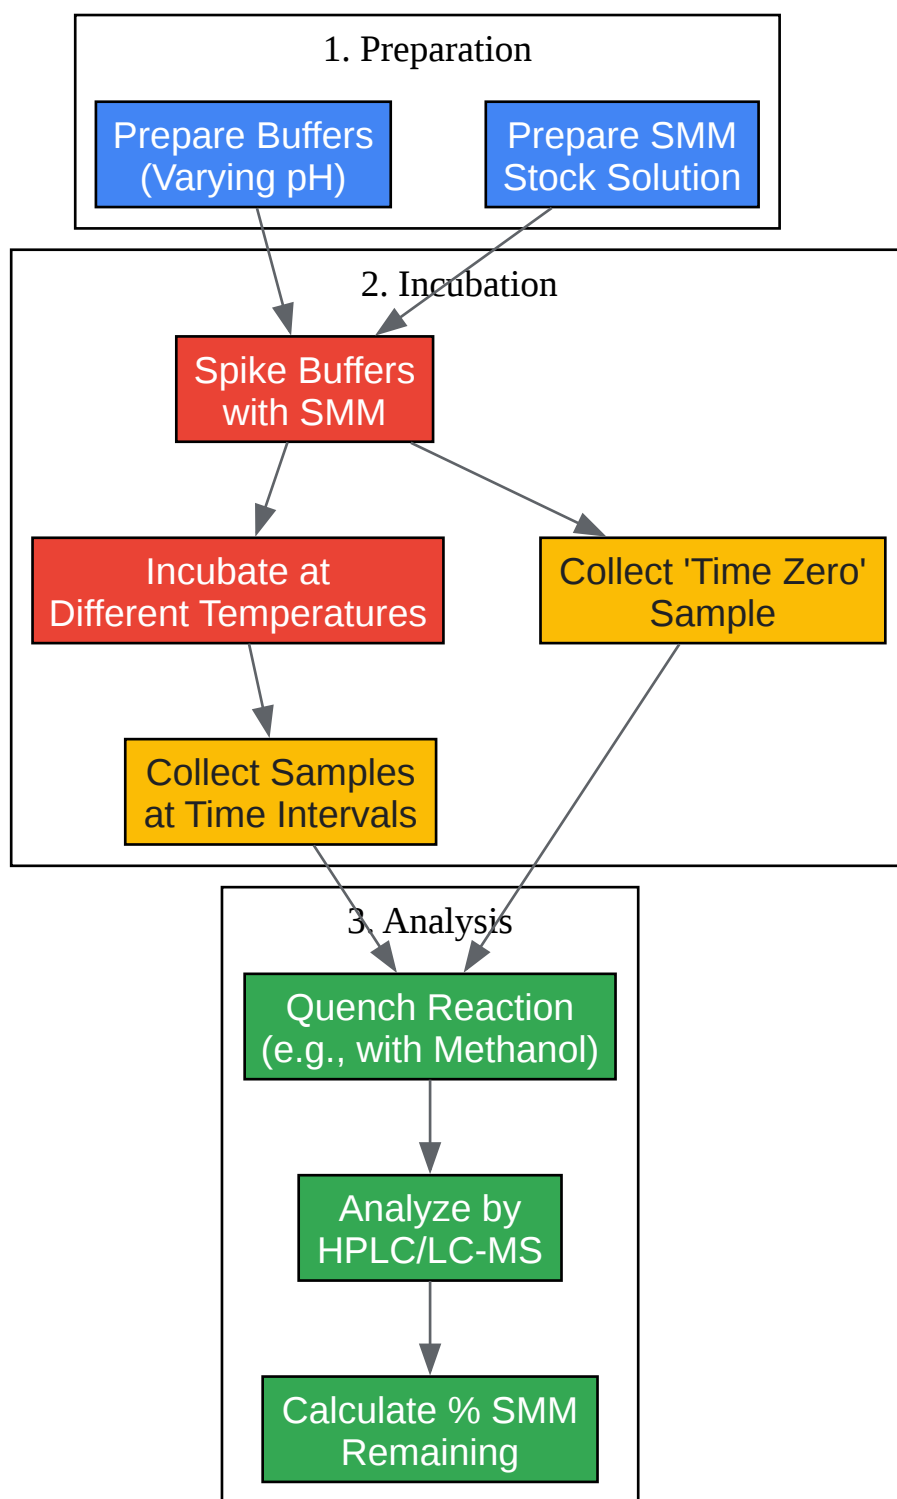 1. Preparation
Prepare Buffers
(Varying pH)
Prepare SMM
Stock Solution
2. Incubation
Spike Buffers
with SMM
Incubate at
Different Temperatures
Collect 'Time Zero'
Sample
Collect Samples
at Time Intervals
3. Analysis
Quench Reaction
(e.g., with Methanol)
Analyze by
HPLC/LC-MS
Calculate % SMM
Remaining